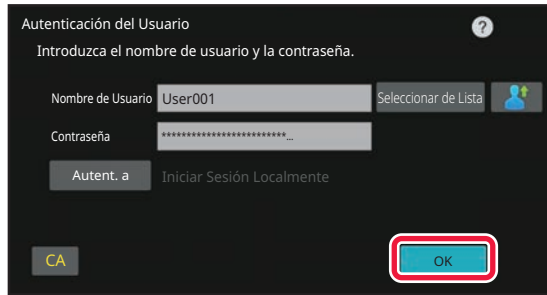 Autenticación del Usuario
?
Introduzca el nombre de usuario y la contraseña.
Nombre de Usuario User001 Seleccionar de Lista
Contraseña **************************...
Autent. a Iniciar Sesión Localmente
CA OK